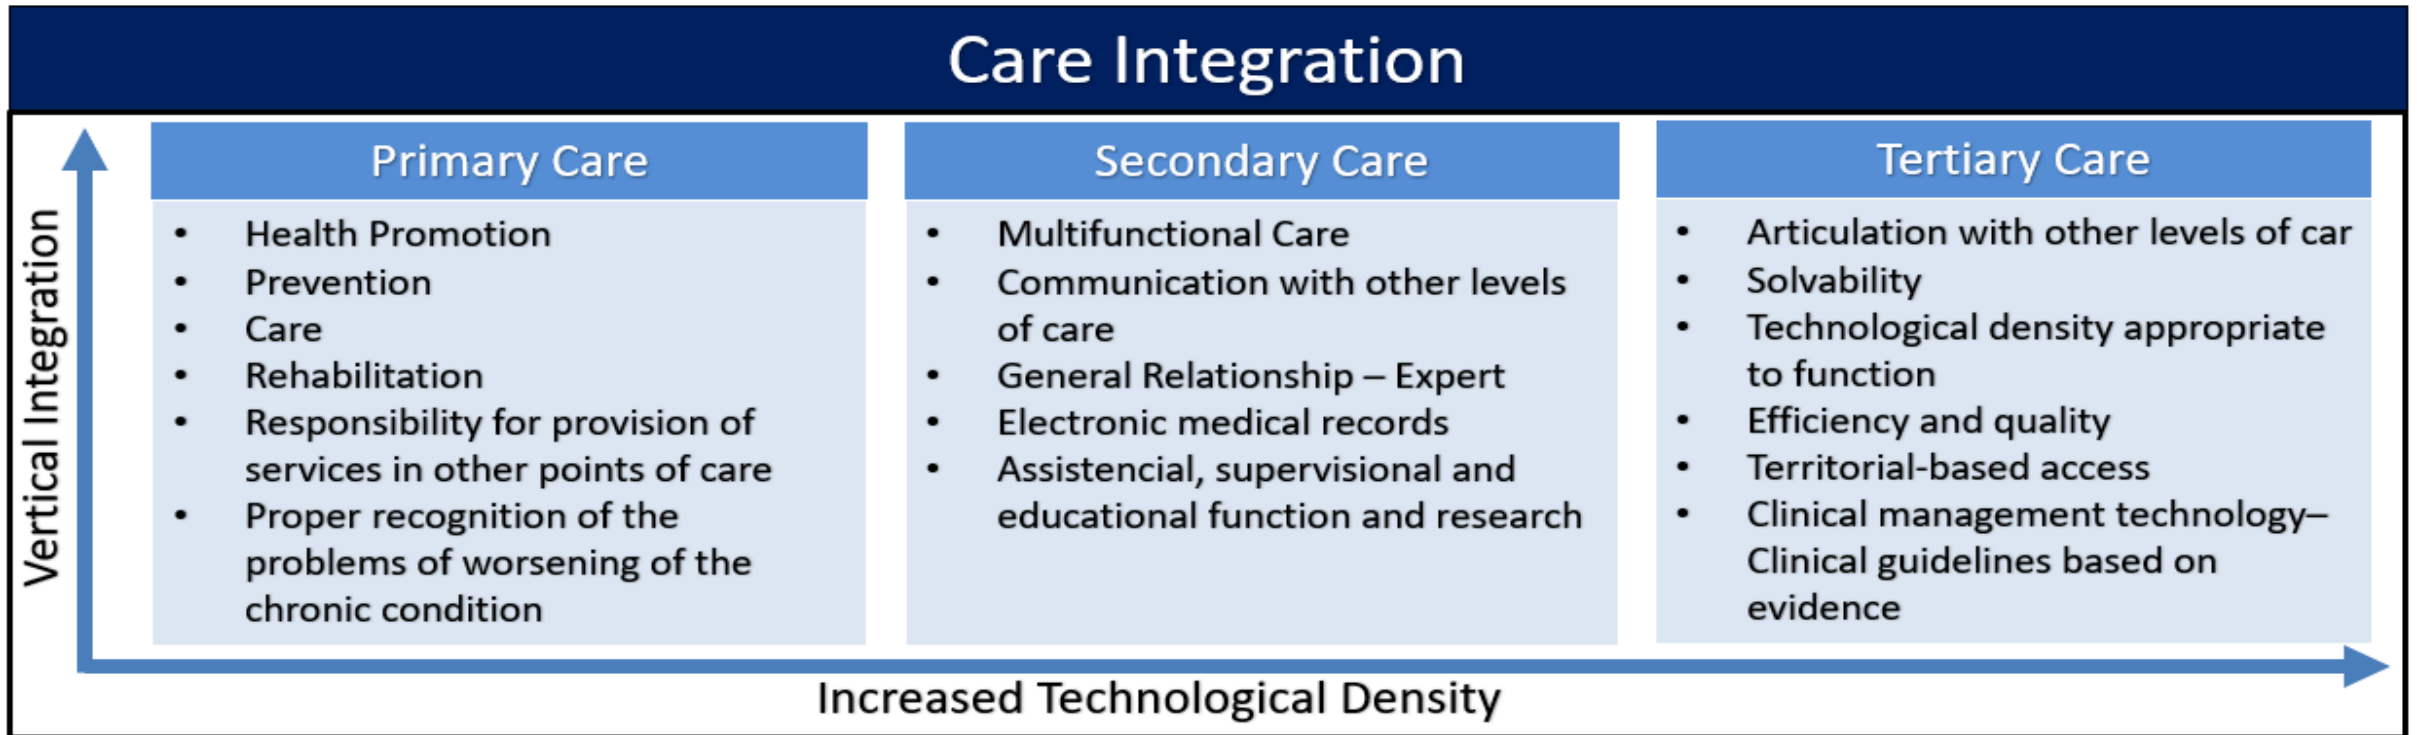 Care Integration
Vertical Integration
Primary Care
• Health Promotion
• Prevention
• Care
• Rehabilitation
• Responsibility for provision of
services in other points of care
• Proper recognition of the
problems of worsening of the
chronic condition
Secondary Care
• Multifunctional Care
• Communication with other levels
of care
• General Relationship – Expert
• Electronic medical records
• Assistencial, supervisional and
educational function and research
Tertiary Care
• Articulation with other levels of car
• Solvability
• Technological density appropriate
to function
• Efficiency and quality
• Territorial-based access
• Clinical management technology–
Clinical guidelines based on
evidence
Increased Technological Density